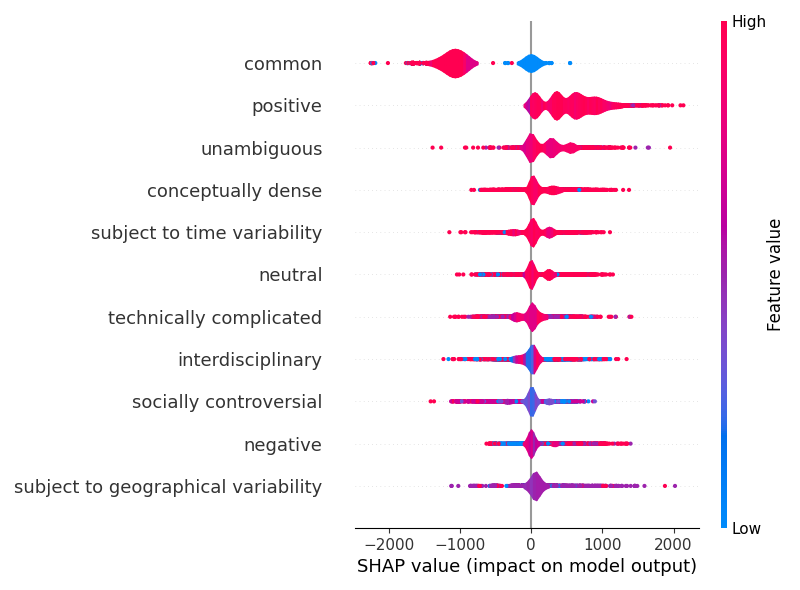 High
common
positive
unambiguous
conceptually dense
subject to time variability
neutral
technically complicated
interdisciplinary
socially controversial
negative
subject to geographical variability
Feature value
Low
−2000 −1000 0 1000 2000
SHAP value (impact on model output)